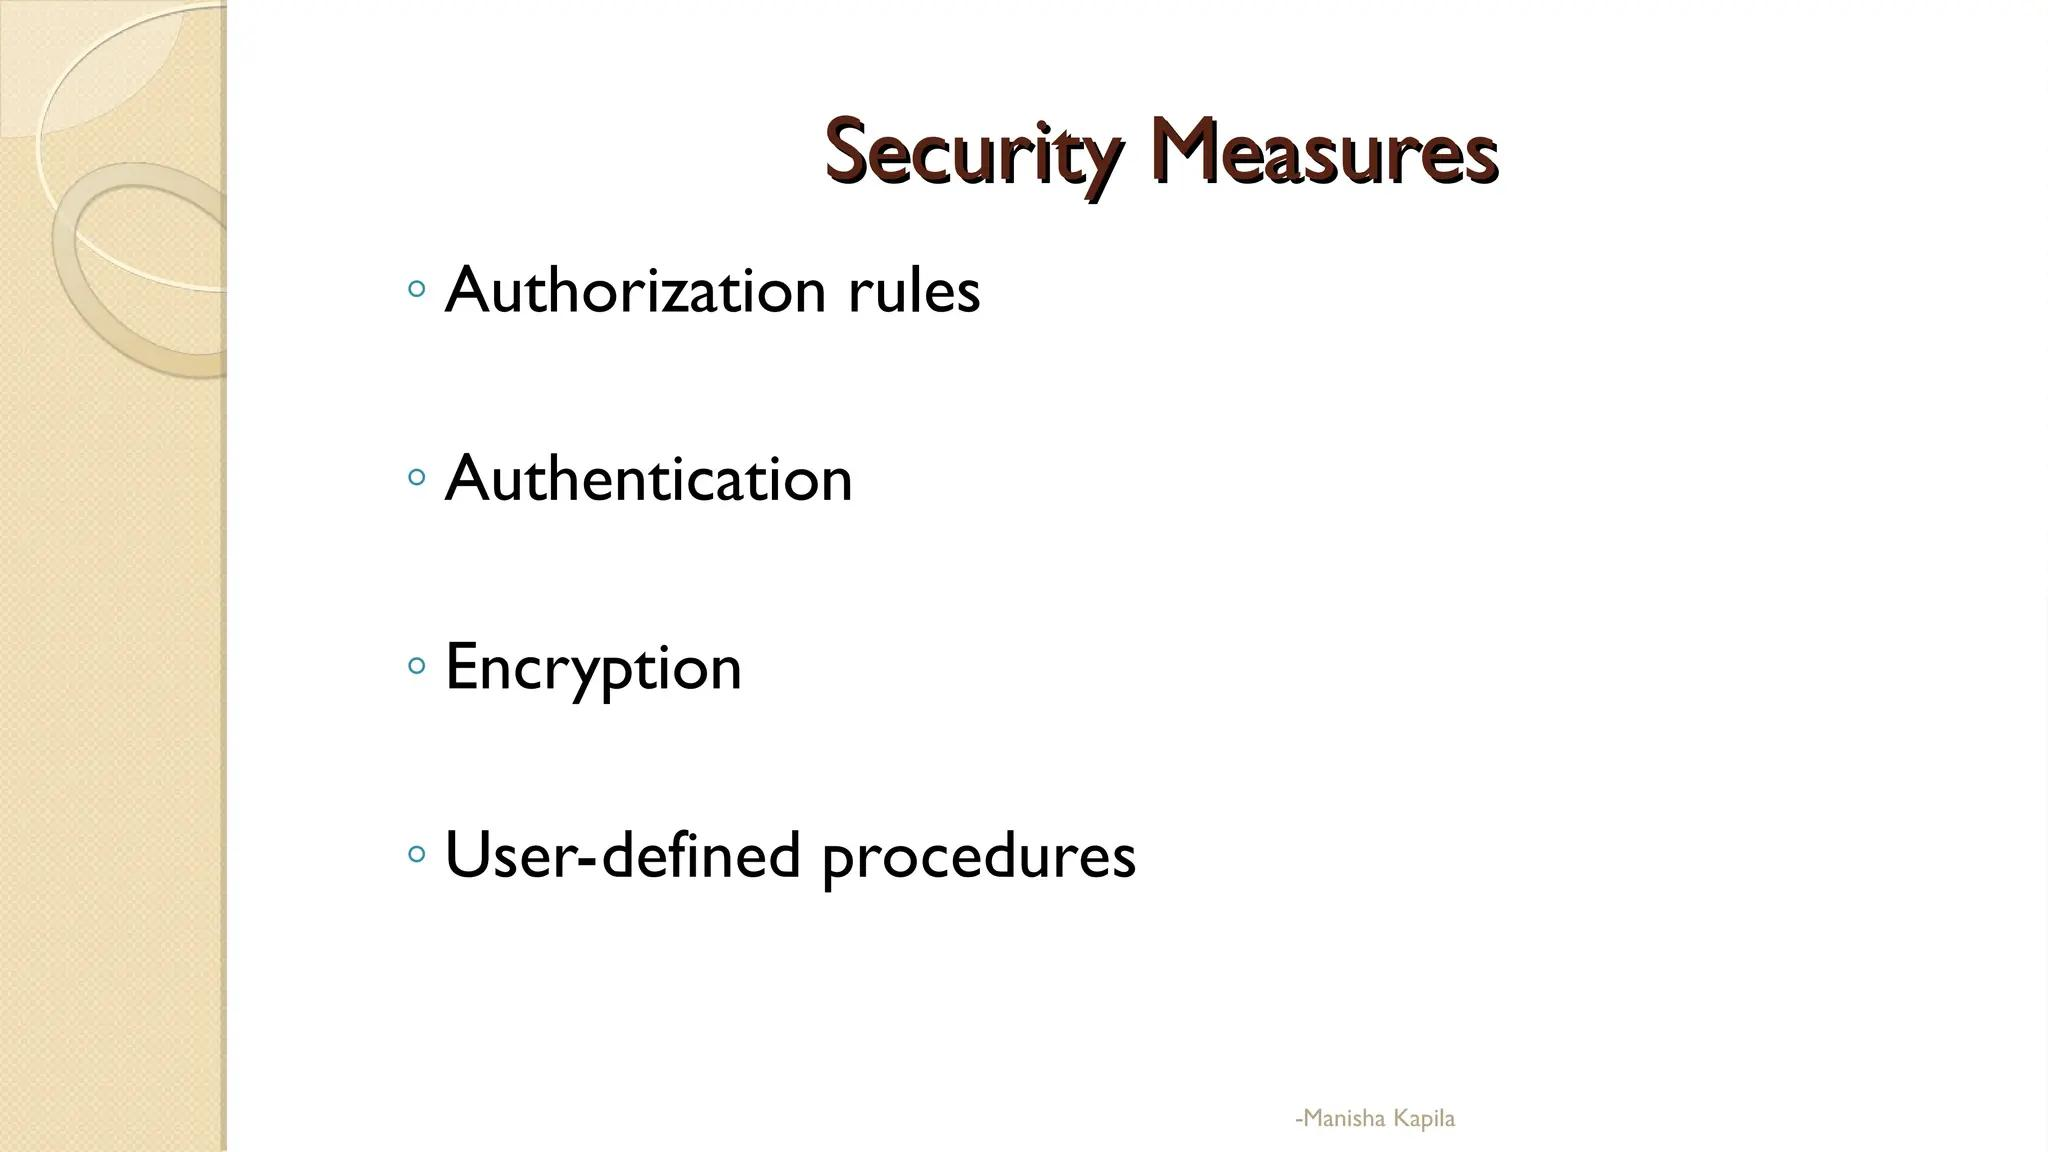 Security Measures
◦ Authorization rules
◦ Authentication
◦ Encryption
◦ User-defined procedures
-Manisha Kapila